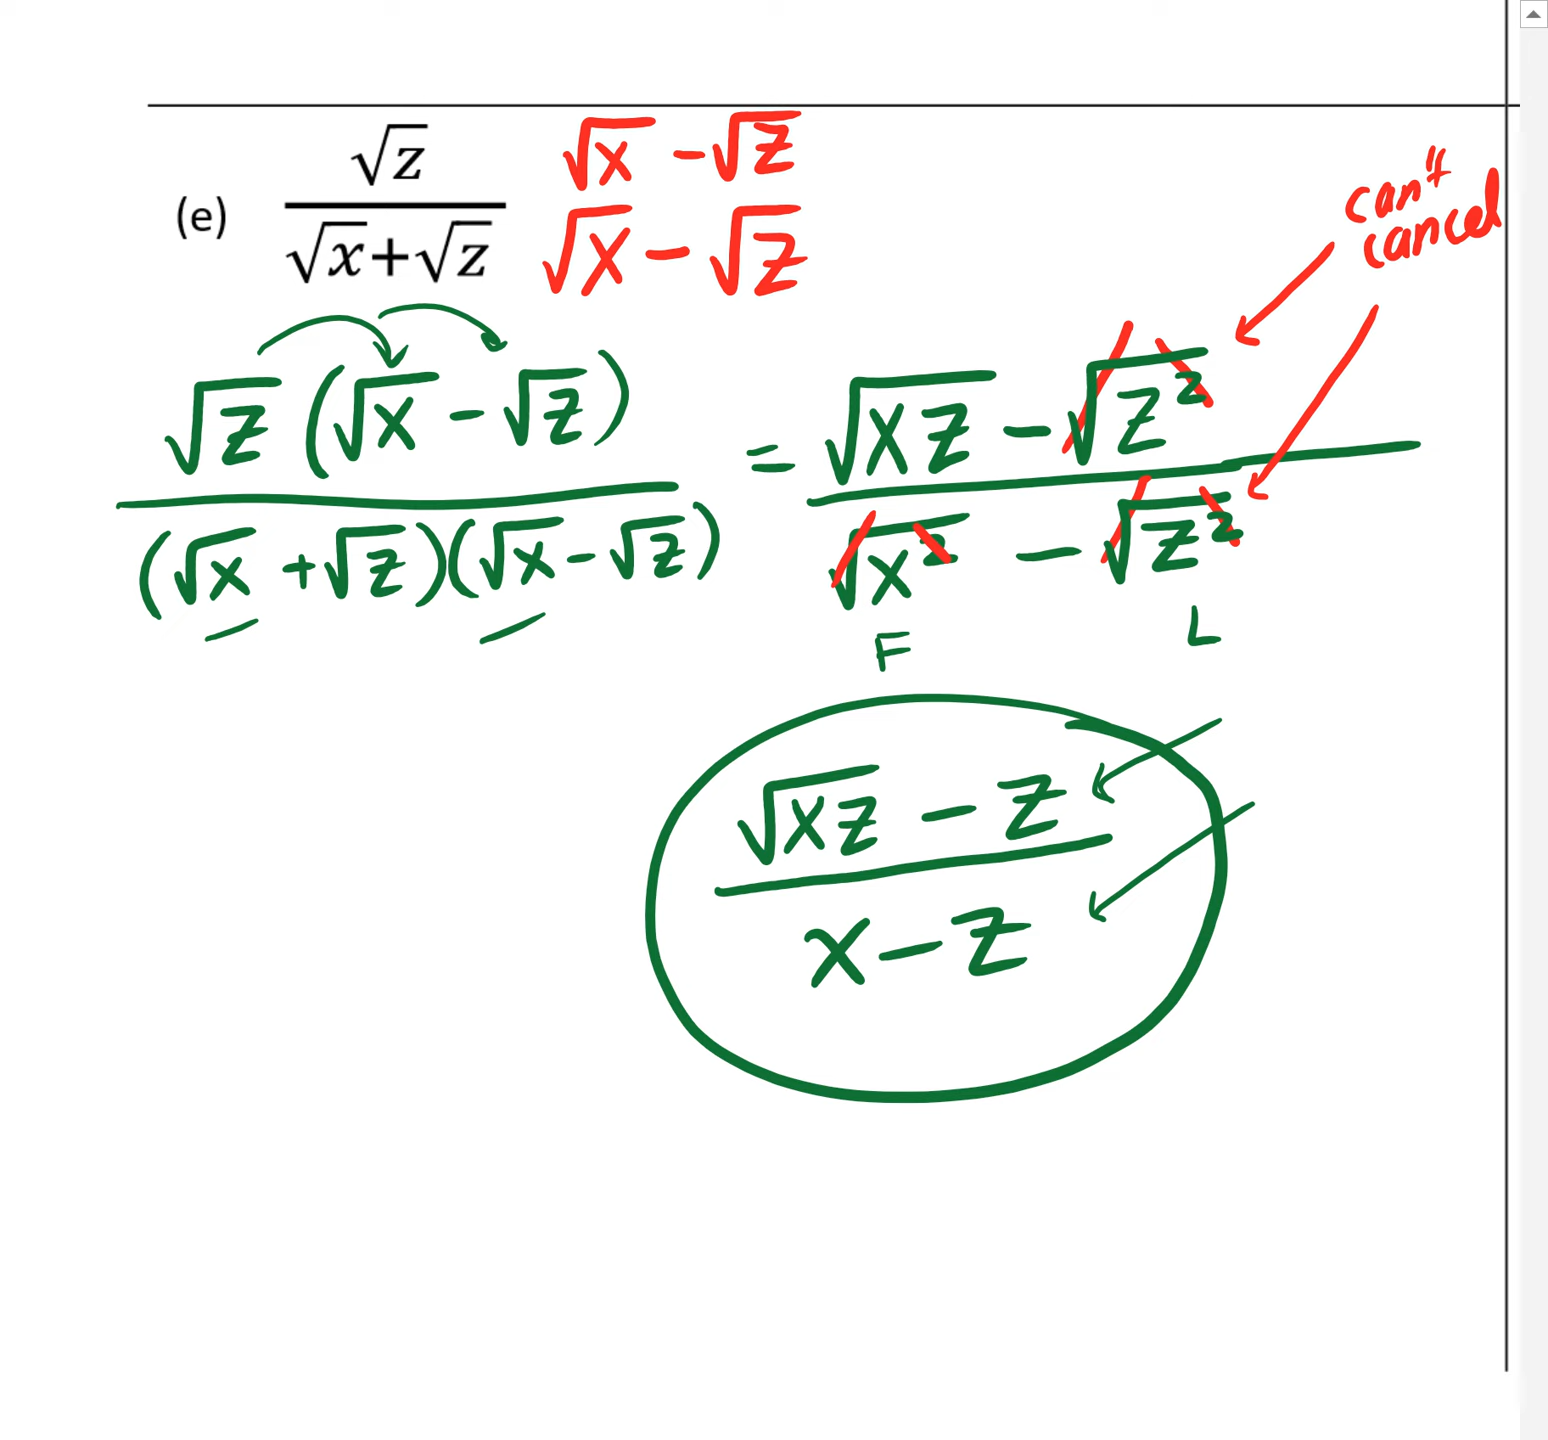 (e) √z / (√x+√z) (√x - √z) / (√x - √z)
can't
cancel
√z (√x - √z) / (√x + √z)(√x - √z) = √xz - √z² / √x² - √z²
F L
√xz - z / x - z